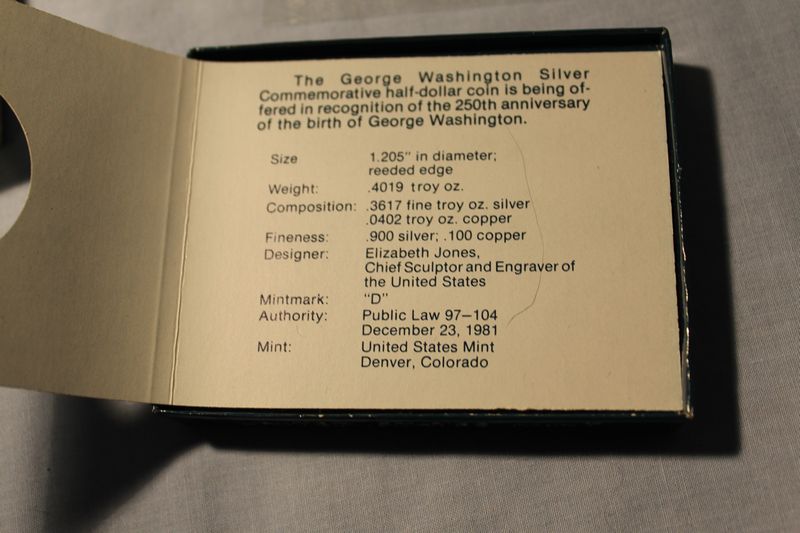 The George Washington Silver
Commemorative half-dollar coin is being of-
fered in recognition of the 250th anniversary
of the birth of George Washington.
Size 1.205" in diameter;
reeded edge
Weight: .4019 troy oz.
Composition: .3617 fine troy oz. silver
.0402 troy oz. copper
Fineness: .900 silver; .100 copper
Designer: Elizabeth Jones,
Chief Sculptor and Engraver of
the United States
Mintmark: "D"
Authority: Public Law 97–104
December 23, 1981
Mint: United States Mint
Denver, Colorado